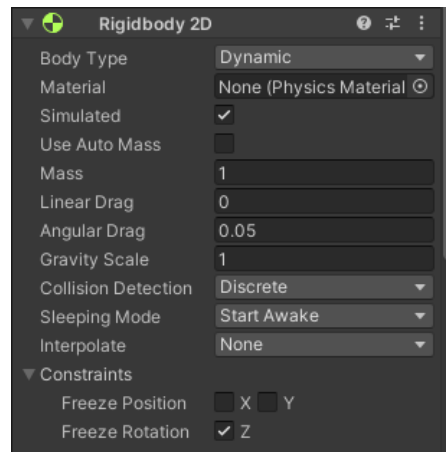 Rigidbody 2D
Body Type Dynamic
Material None (Physics Material
Simulated
Use Auto Mass
Mass 1
Linear Drag 0
Angular Drag 0.05
Gravity Scale 1
Collision Detection Discrete
Sleeping Mode Start Awake
Interpolate None
Constraints
Freeze Position X Y
Freeze Rotation Z